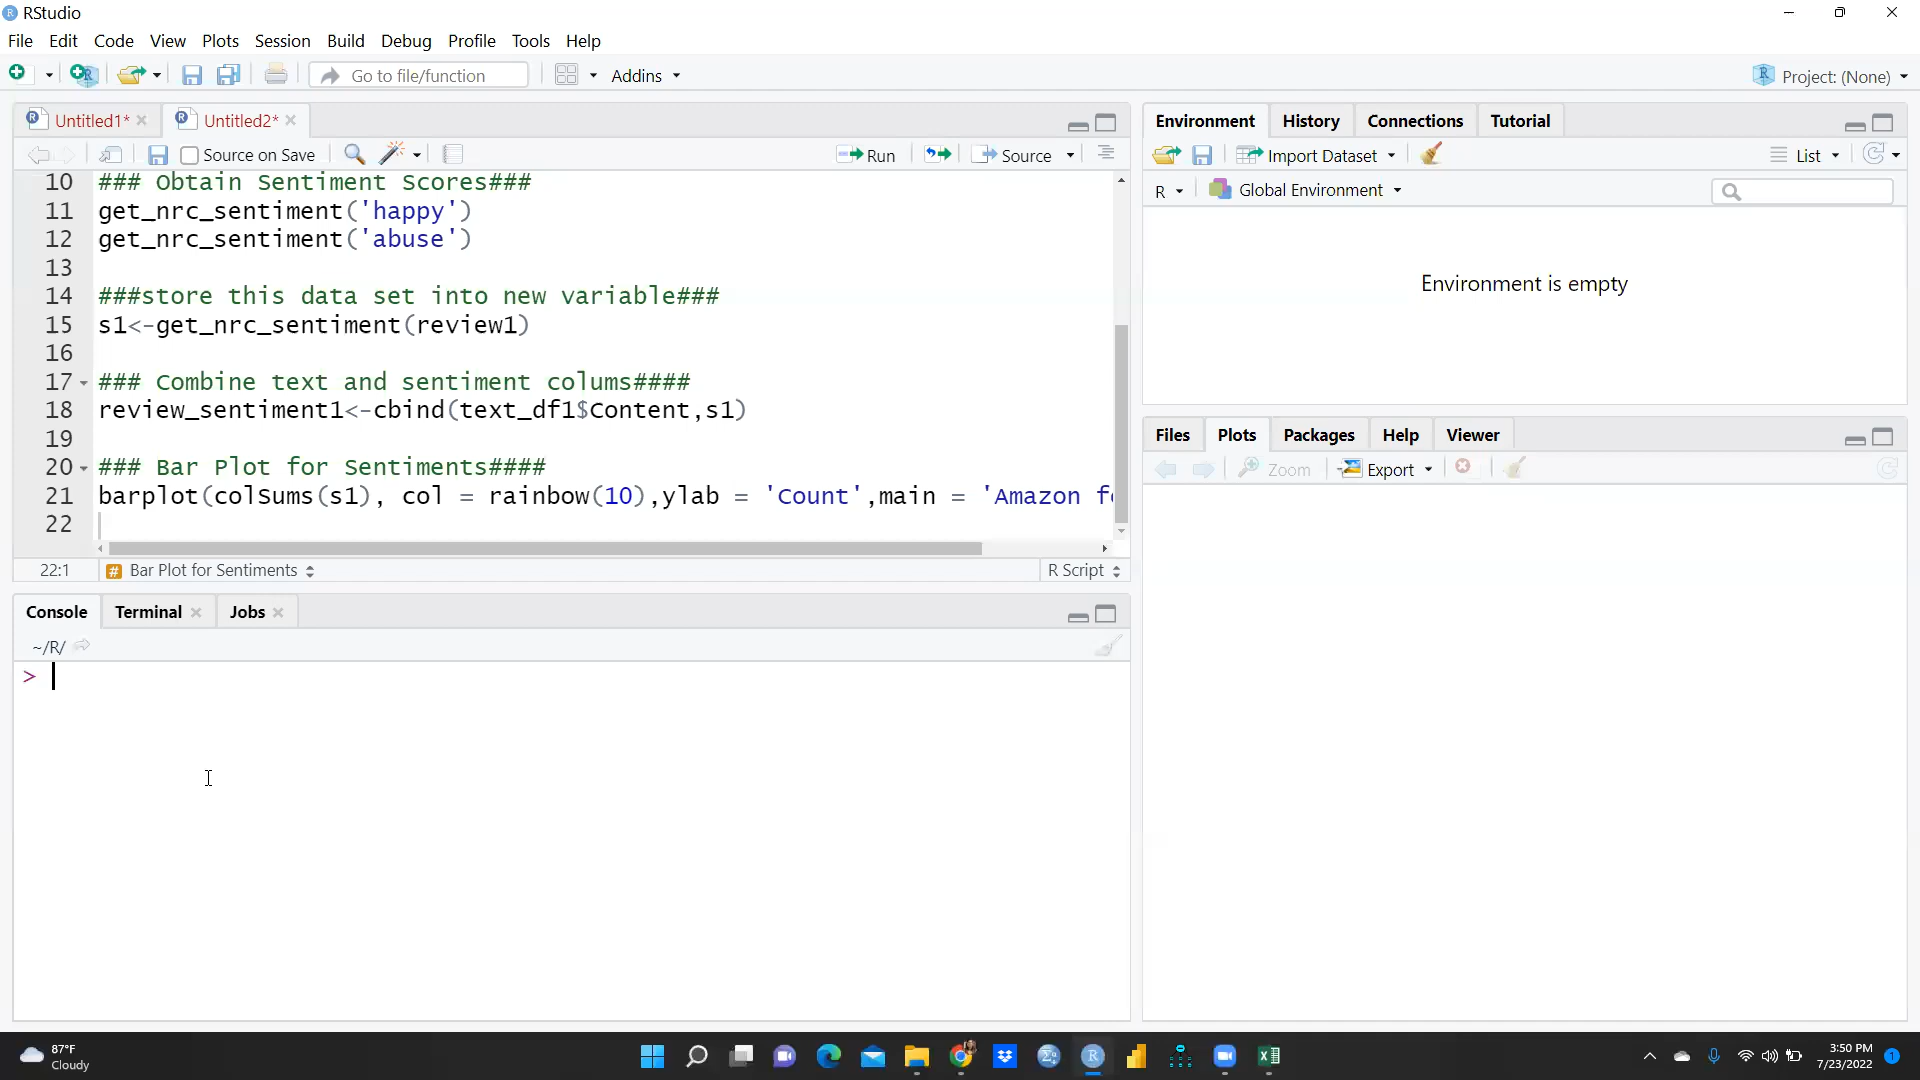 RStudio
File Edit Code View Plots Session Build Debug Profile Tools Help
Go to file/function Addins Project: (None)
Untitled1* Untitled2*
Source on Save Run Source
10 ### Obtain Sentiment Scores###
11 get_nrc_sentiment('happy')
12 get_nrc_sentiment('abuse')
13
14 ###store this data set into new variable###
15 s1<-get_nrc_sentiment(review1)
16
17 ### Combine text and sentiment colums####
18 review_sentiment1<-cbind(text_df1$Content,s1)
19
20 ### Bar Plot for Sentiments####
21 barplot(colSums(s1), col = rainbow(10),ylab = 'Count',main = 'Amazon f
22
22:1 # Bar Plot for Sentiments R Script
Console Terminal Jobs
~/R/
>
Environment History Connections Tutorial
Import Dataset List
R Global Environment
Environment is empty
Files Plots Packages Help Viewer
Zoom Export
87°F
Cloudy
3:50 PM
7/23/2022
1